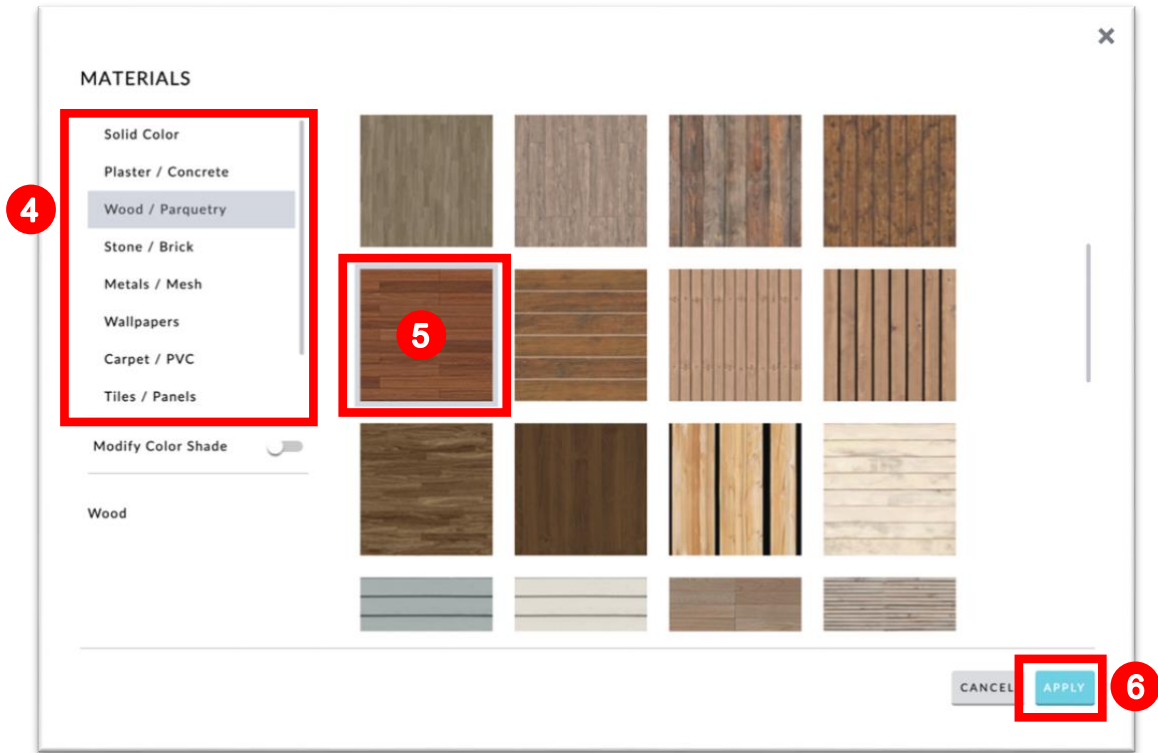 MATERIALS
Solid Color
Plaster / Concrete
4
Wood / Parquetry
Stone / Brick
Metals / Mesh
Wallpapers
5
Carpet / PVC
Tiles / Panels
Modify Color Shade
Wood
CANCEL
APPLY
6